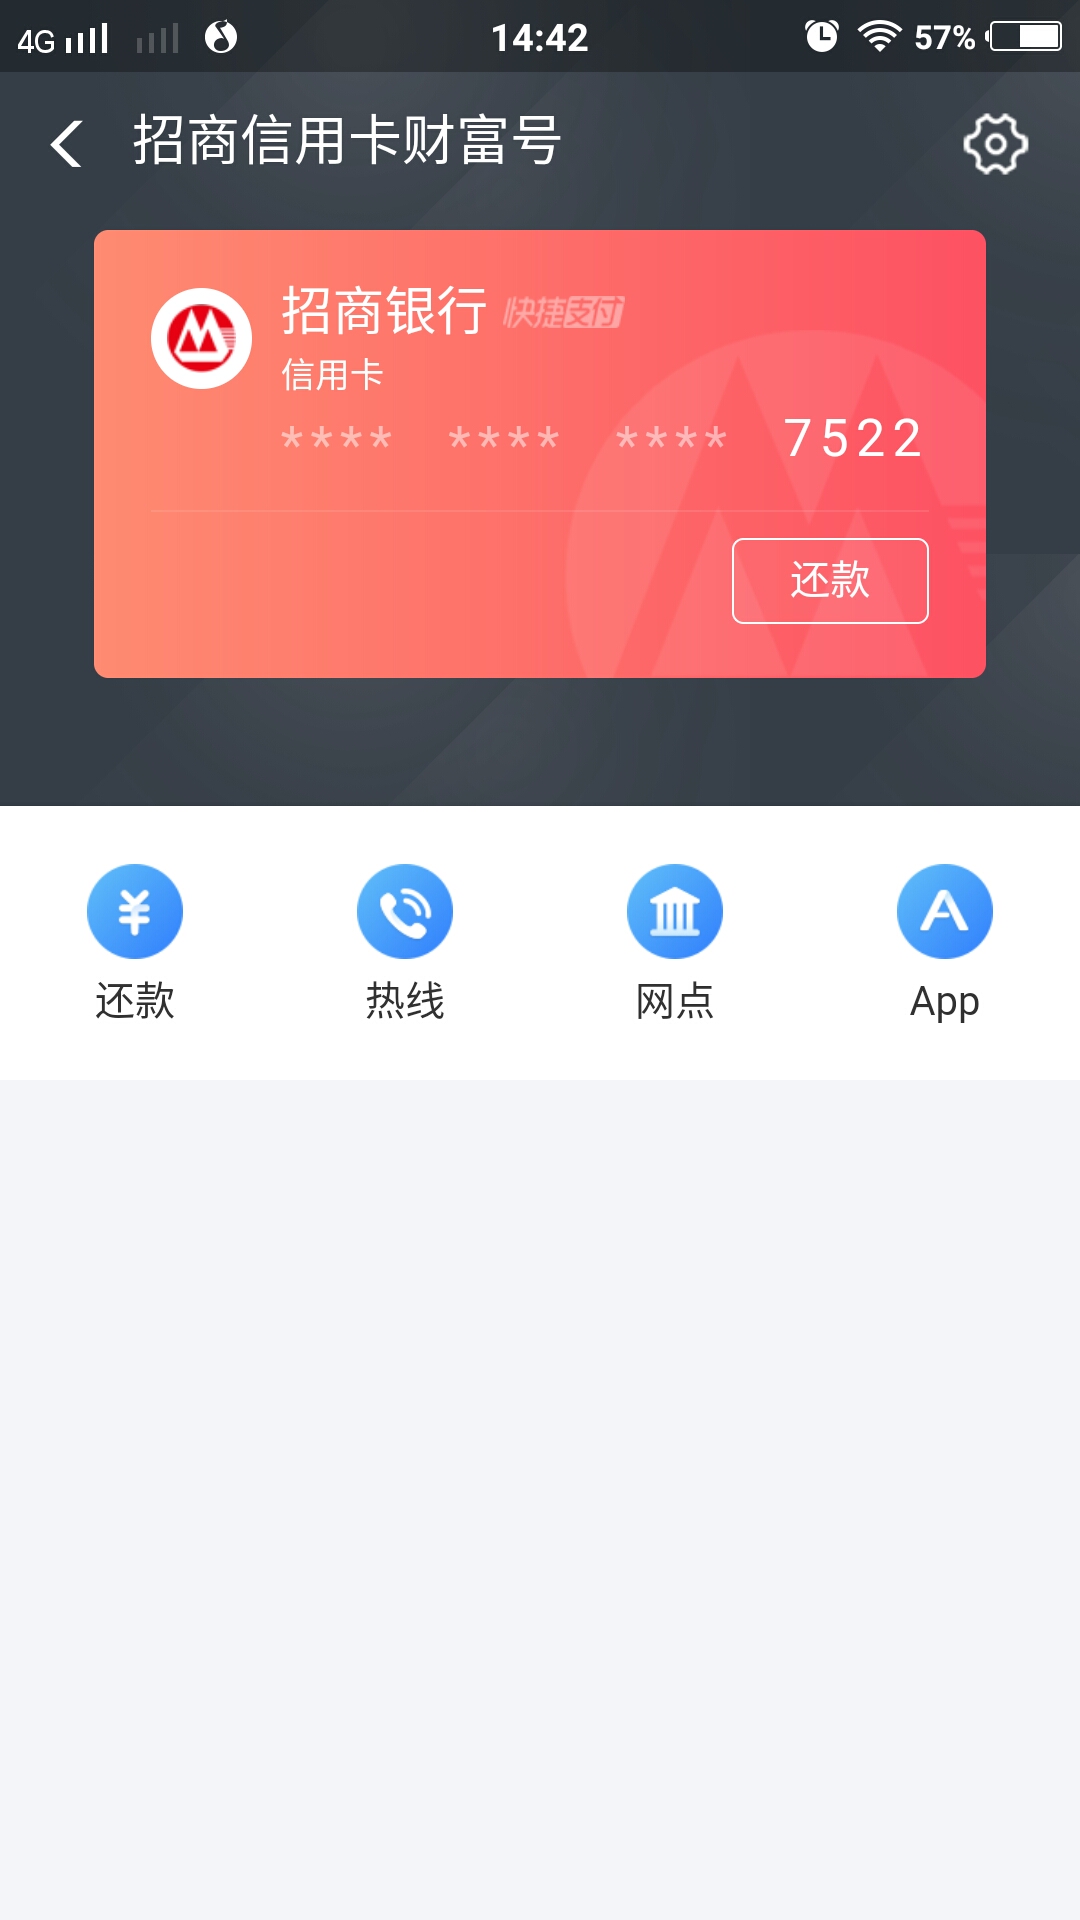 4G 14:42 57%
招商信用卡财富号
招商银行 快捷支付
信用卡
**** **** **** 7522
还款
还款 热线 网点 App